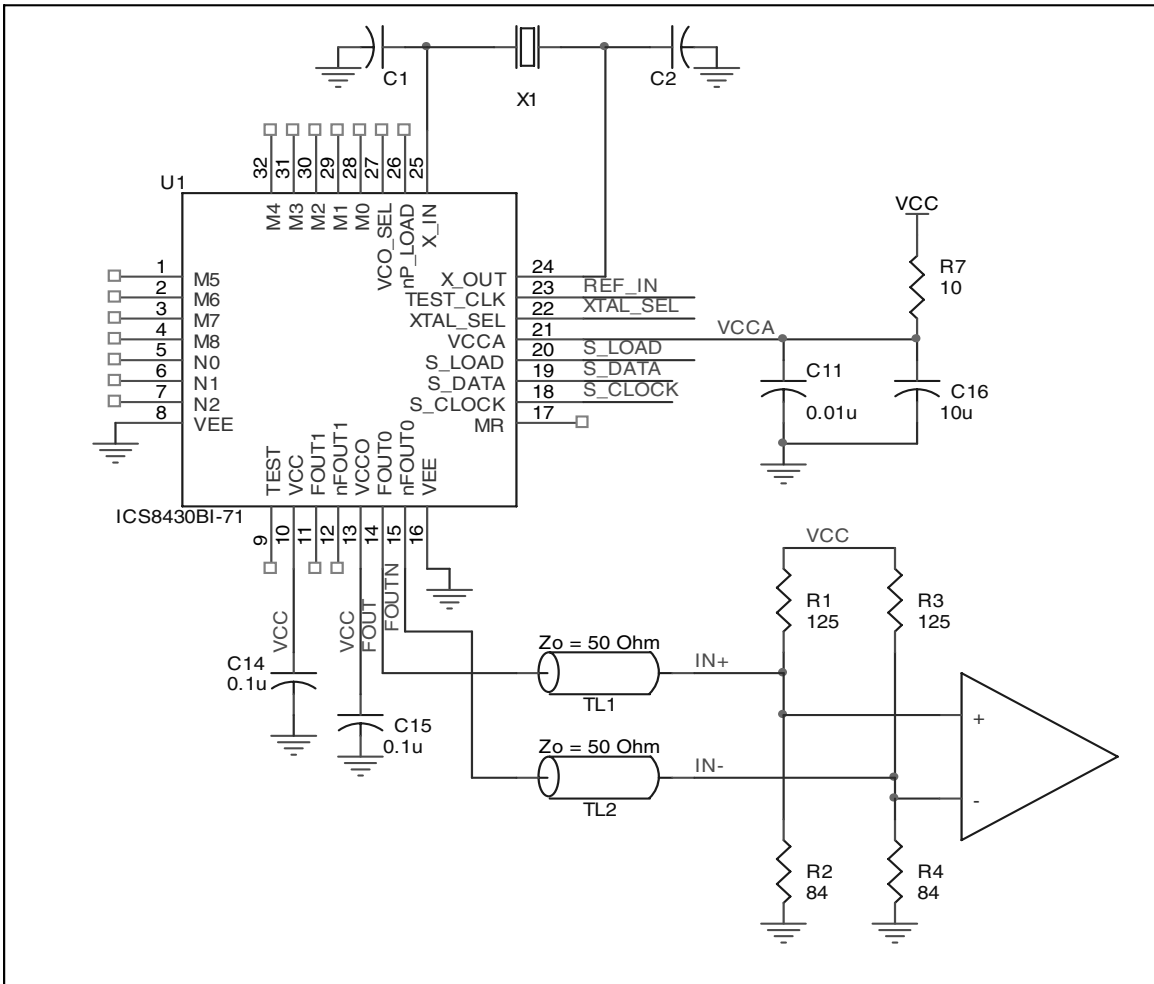 C1
X1
C2
32
31
30
29
28
27
26
25
U1
M4
M3
M2
M1
M0
VCO_SEL
nP_LOAD
X_IN
VCC
R7
10
1
M5
2
M6
3
M7
4
M8
5
N0
6
N1
7
N2
8
VEE
X_OUT
24
TEST_CLK
23
REF_IN
XTAL_SEL
22
XTAL_SEL
VCCA
21
VCCA
S_LOAD
20
S_LOAD
S_DATA
19
S_DATA
S_CLOCK
18
S_CLOCK
MR
17
C11
0.01u
C16
10u
TEST
VCC
FOUT1
nFOUT1
VCCO
FOUT0
nFOUT0
VEE
ICS8430BI-71
9
10
11
12
13
14
15
16
VCC
VCC
FOUT
FOUTN
C14
0.1u
C15
0.1u
VCC
R1
125
R3
125
Zo = 50 Ohm
IN+
TL1
+
Zo = 50 Ohm
IN-
TL2
-
R2
84
R4
84